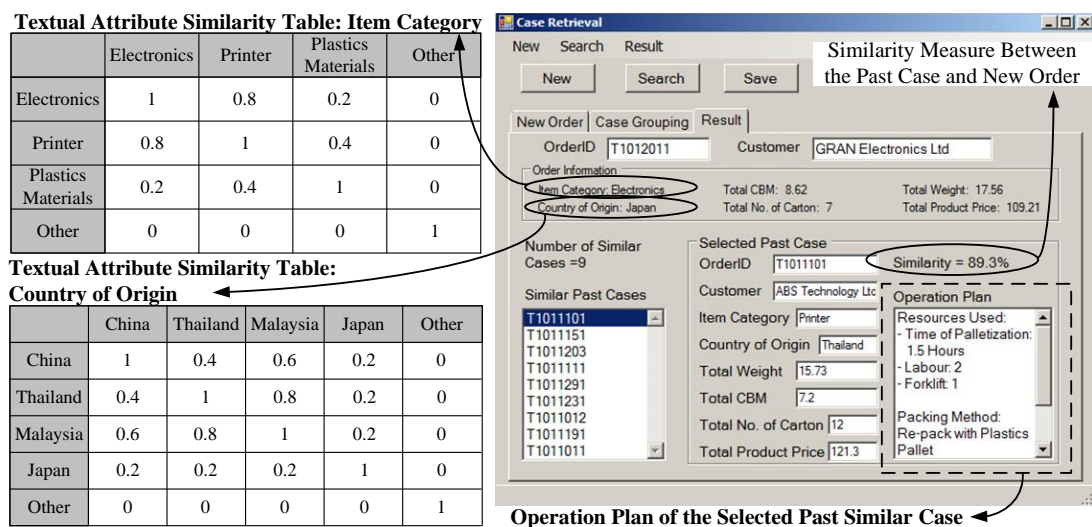 Textual Attribute Similarity Table: Item Category
Electronics Printer Plastics Materials Other
Electronics 1 0.8 0.2 0
Printer 0.8 1 0.4 0
Plastics Materials 0.2 0.4 1 0
Other 0 0 0 1
Textual Attribute Similarity Table:
Country of Origin
China Thailand Malaysia Japan Other
China 1 0.4 0.6 0.2 0
Thailand 0.4 1 0.8 0.2 0
Malaysia 0.6 0.8 1 0.2 0
Japan 0.2 0.2 0.2 1 0
Other 0 0 0 0 1
Case Retrieval
New Search Result
Similarity Measure Between
the Past Case and New Order
New Search Save
New Order Case Grouping Result
OrderID T1012011 Customer GRAN Electronics Ltd
Order Information
Item Category: Electronics Total CBM: 8.62 Total Weight: 17.56
Country of Origin: Japan Total No. of Carton: 7 Total Product Price: 109.21
Number of Similar
Cases =9
Similar Past Cases
T1011101
T1011151
T1011203
T1011111
T1011291
T1011231
T1011012
T1011191
T1011011
Selected Past Case
OrderID T1011101 Similarity = 89.3%
Customer ABS Technology Ltd
Item Category Printer
Country of Origin Thailand
Total Weight 15.73
Total CBM 7.2
Total No. of Carton 12
Total Product Price 121.3
Operation Plan
Resources Used:
- Time of Palletization:
1.5 Hours
- Labour: 2
- Forklift: 1
Packing Method:
Re-pack with Plastics
Pallet
Operation Plan of the Selected Past Similar Case